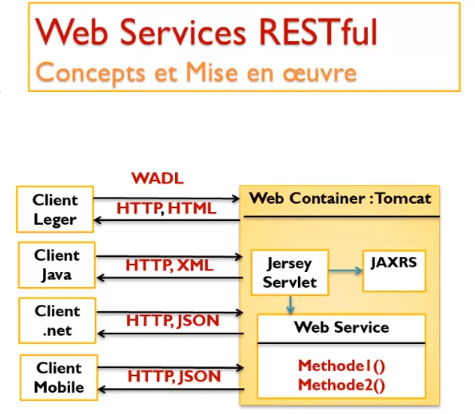 Web Services RESTful
Concepts et Mise en œuvre
WADL
Client
Leger
HTTP, HTML
Web Container : Tomcat
Client
Java
HTTP, XML
Jersey
Servlet
JAXRS
Client
.net
HTTP, JSON
Web Service
Client
Mobile
HTTP, JSON
Methode1()
Methode2()